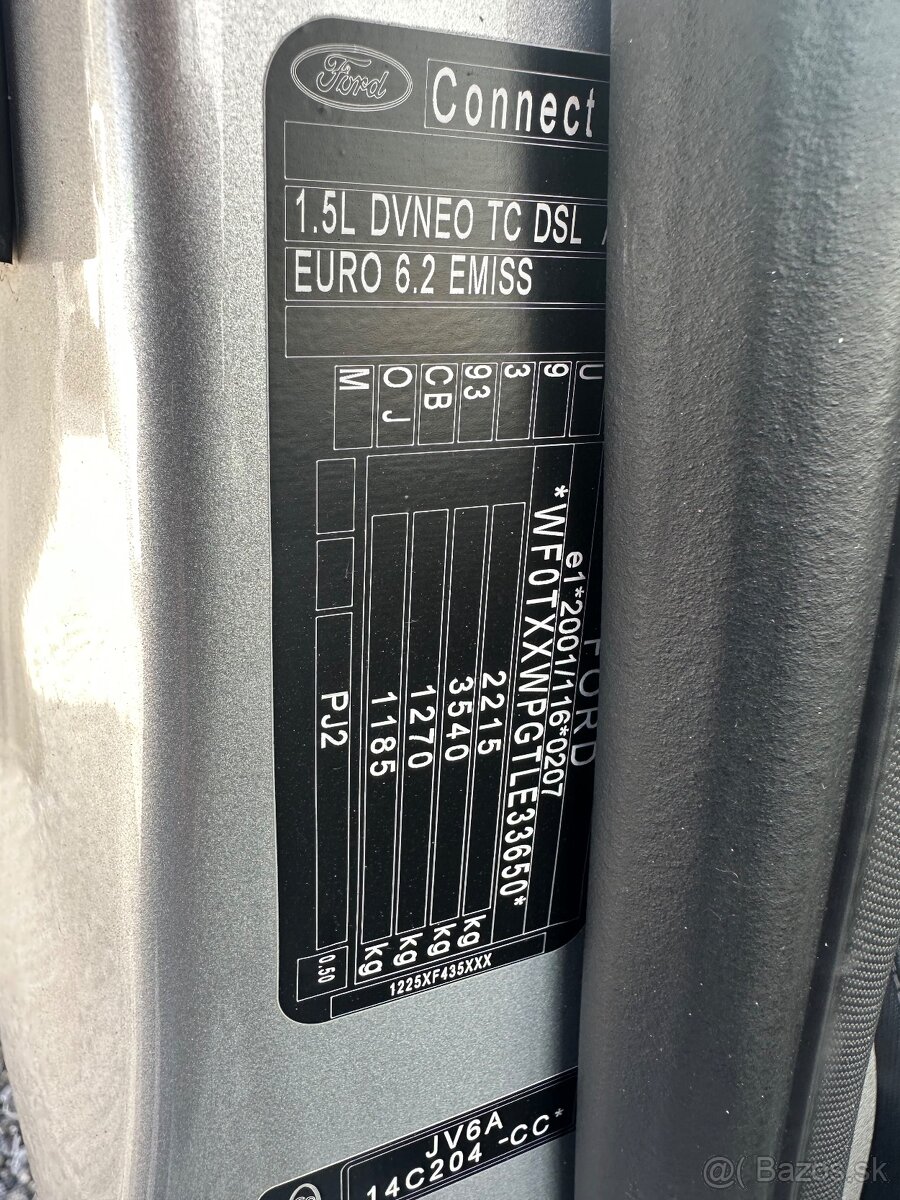 Ford
Connect
1.5L DVNEO TC DSL
EURO 6.2 EMISS
U
9
3
93
CB
OJ
M
FORD
e1*2001/116*0207
*WF0TXXWPGTLE33650*
2215 kg
3540 kg
1270 kg
1185 kg
PJ2
0.50
1225XF435XXX
JV6A
14C204 -CC*
@( Bazos.sk